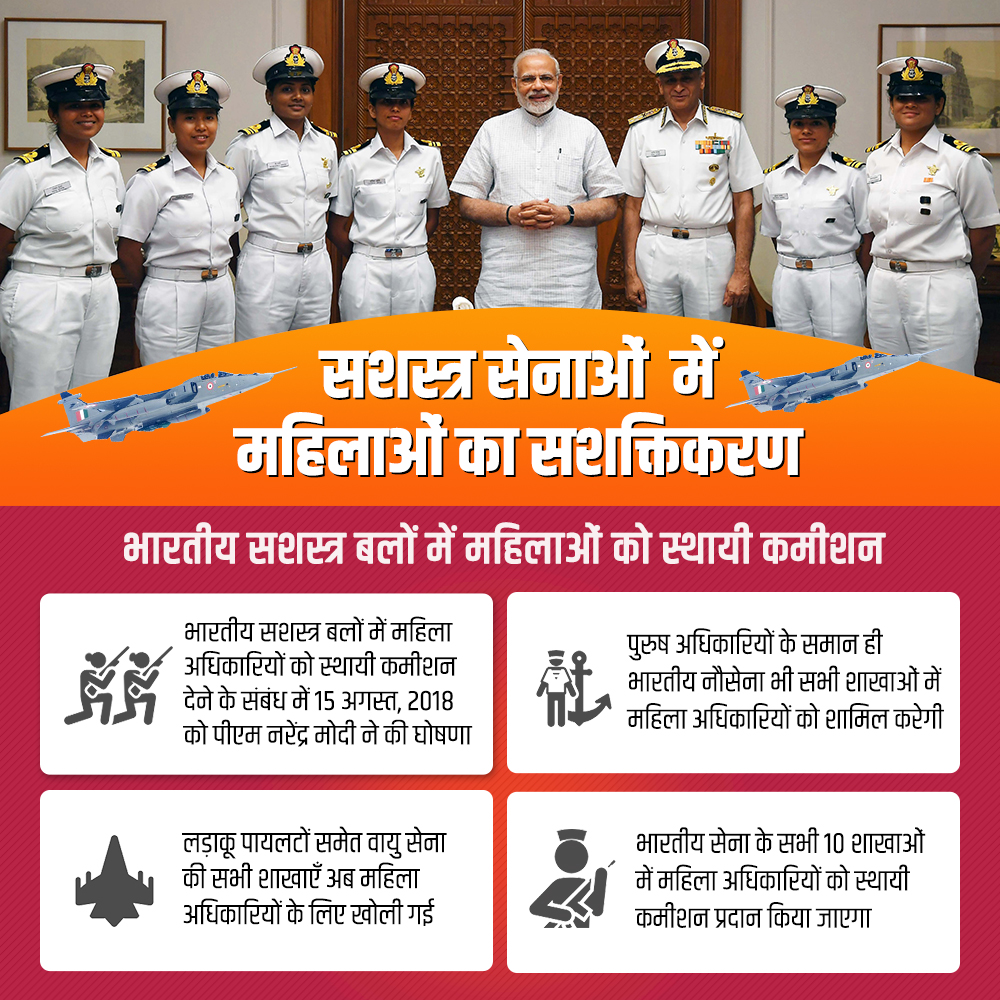 सशस्त्र सेनाओं में
महिलाओं का सशक्तिकरण
भारतीय सशस्त्र बलों में महिलाओं को स्थायी कमीशन
भारतीय सशस्त्र बलों में महिला
अधिकारियों को स्थायी कमीशन
देने के संबंध में 15 अगस्त, 2018
को पीएम नरेंद्र मोदी ने की घोषणा
पुरुष अधिकारियों के समान ही
भारतीय नौसेना भी सभी शाखाओं में
महिला अधिकारियों को शामिल करेगी
लड़ाकू पायलटों समेत वायु सेना
की सभी शाखाएँ अब महिला
अधिकारियों के लिए खोली गई
भारतीय सेना के सभी 10 शाखाओं
में महिला अधिकारियों को स्थायी
कमीशन प्रदान किया जाएगा